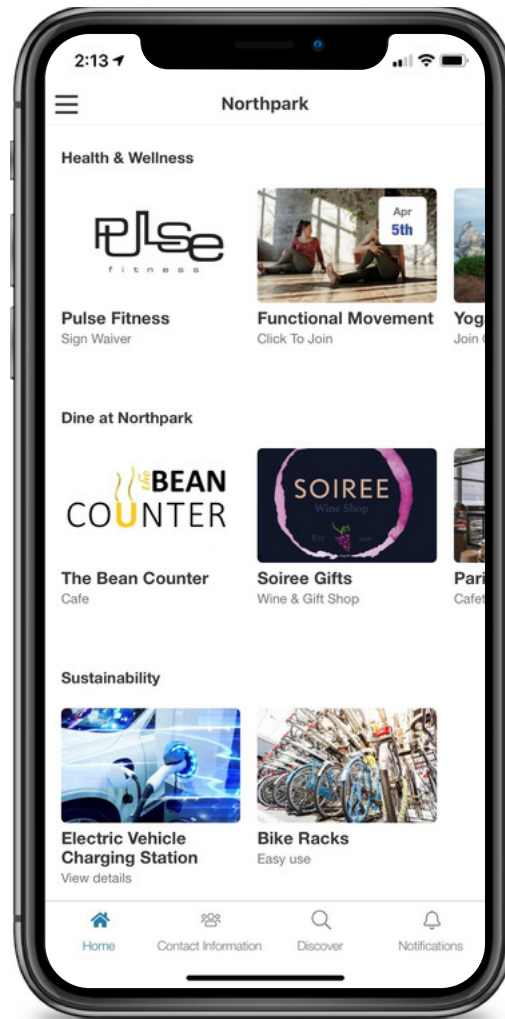 2:13
Northpark
Health & Wellness
PULSe
fitness
Apr
5th
Pulse Fitness
Sign Waiver
Functional Movement
Click To Join
Join
Dine at Northpark
the BEAN
COUNTER
SOIREE
Wine Shop
The Bean Counter
Cafe
Soiree Gifts
Wine & Gift Shop
Sustainability
Electric Vehicle
Charging Station
View details
Bike Racks
Easy use
Home
Contact Information
Discover
Notifications